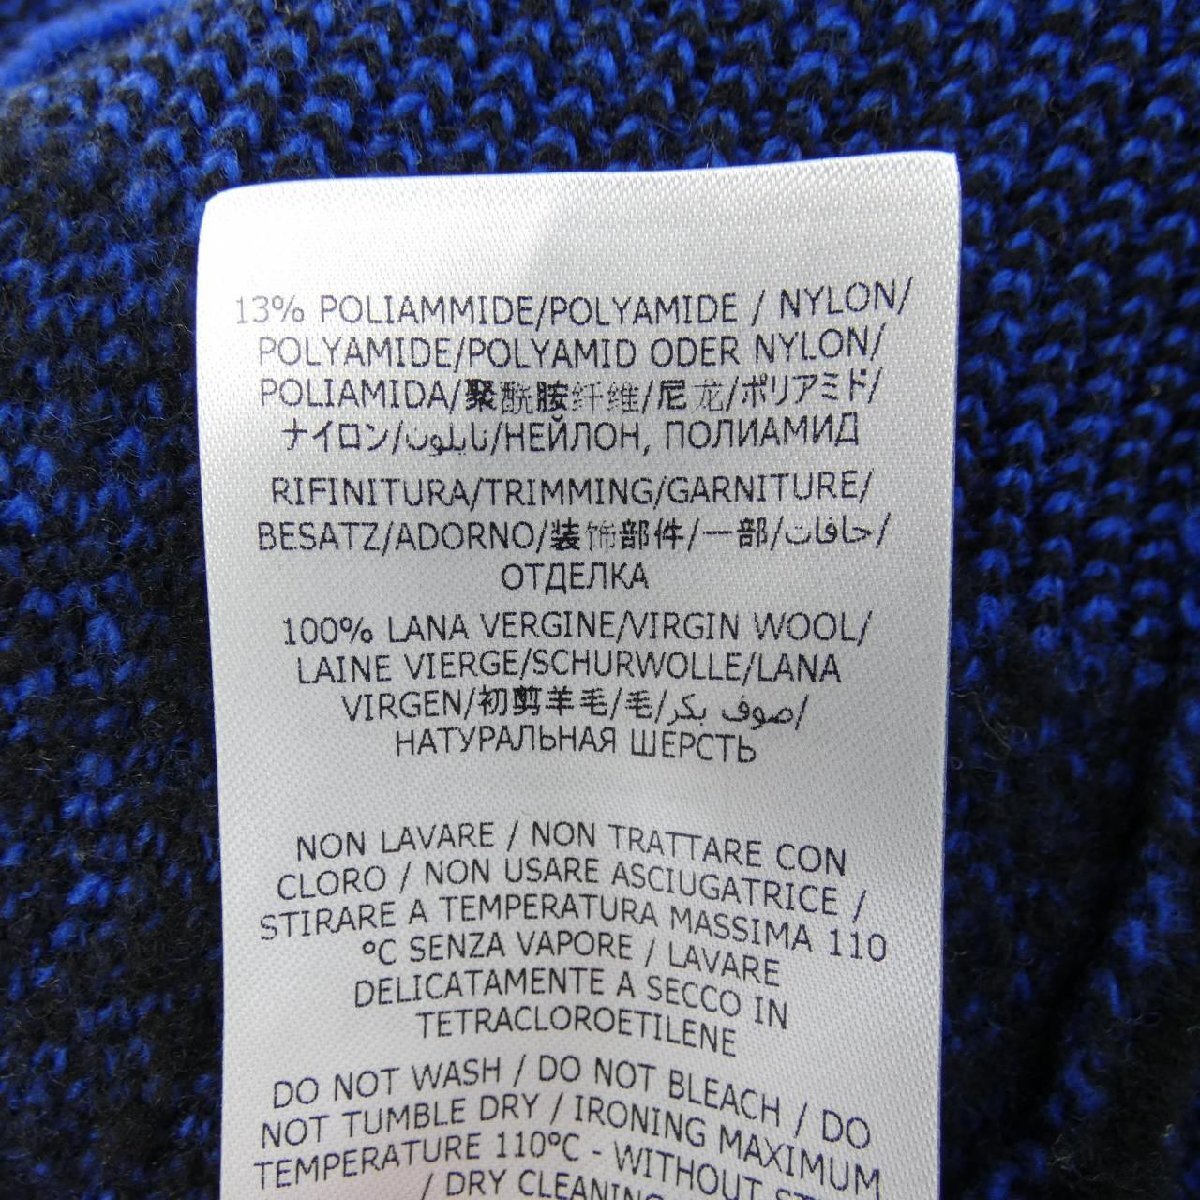 13% POLIAMMIDE/POLYAMIDE / NYLON/
POLYAMIDE/POLYAMID ODER NYLON/
POLIAMIDA/聚酰胺纤维/尼龙/ポリアミド/
ナイロン/نايلون/НЕЙЛОН, ПОЛИАМИД
RIFINITURA/TRIMMING/GARNITURE/
BESATZ/ADORNO/装饰部件/一部/حافات/
ОТДЕЛКА
100% LANA VERGINE/VIRGIN WOOL/
LAINE VIERGE/SCHURWOLLE/LANA
VIRGEN/初剪羊毛/毛/صوف بكر/
НАТУРАЛЬНАЯ ШЕРСТЬ
NON LAVARE / NON TRATTARE CON
CLORO / NON USARE ASCIUGATRICE /
STIRARE A TEMPERATURA MASSIMA 110
°C SENZA VAPORE / LAVARE
DELICATAMENTE A SECCO IN
TETRACLOROETILENE
DO NOT WASH / DO NOT BLEACH / DO
NOT TUMBLE DRY / IRONING MAXIMUM
TEMPERATURE 110°C - WITHOUT
/ DRY CLEANING